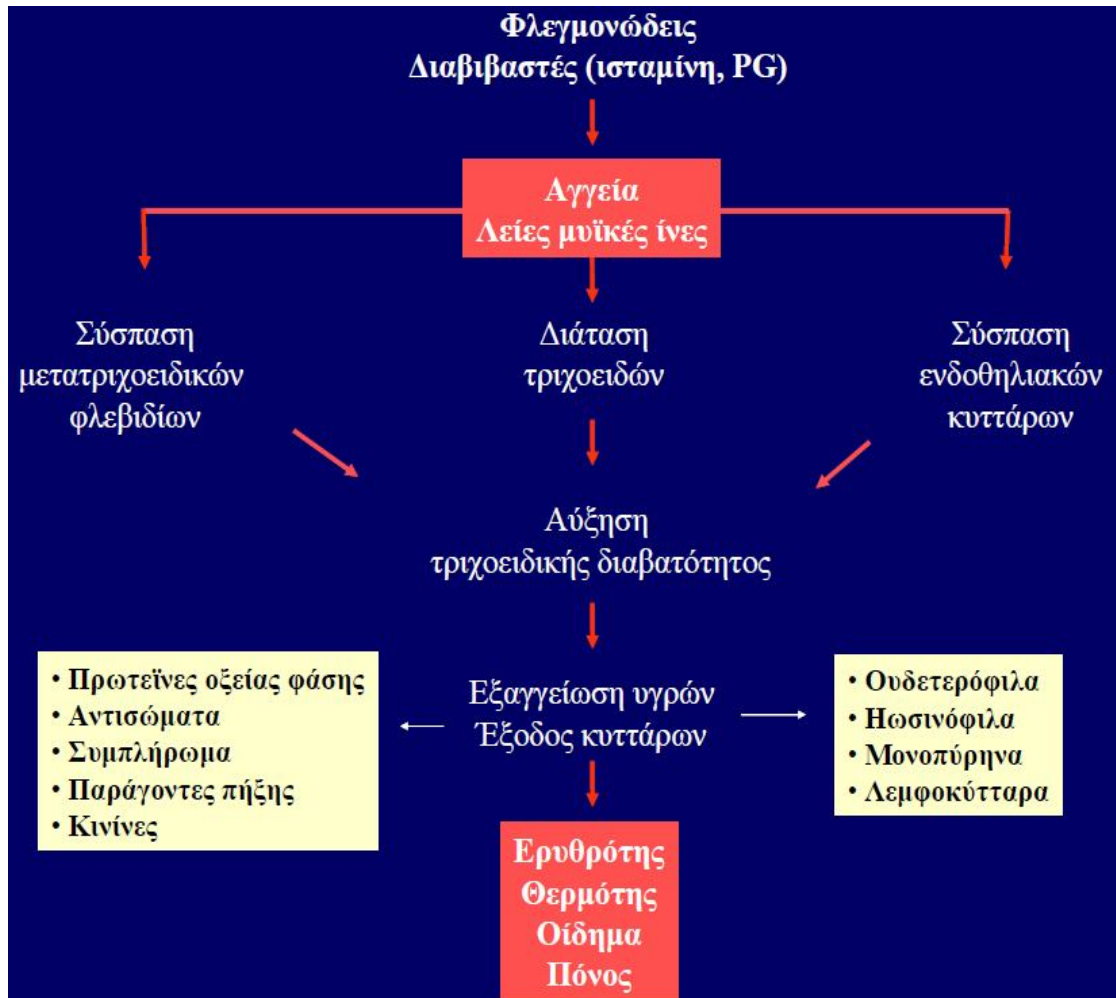 Φλεγμονώδεις
Διαβιβαστές (ισταμίνη, PG)
Αγγεία
Λείες μυϊκές ίνες
Σύσπαση
μετατριχοειδικών
φλεβιδίων
Διάταση
τριχοειδών
Σύσπαση
ενδοθηλιακών
κυττάρων
Αύξηση
τριχοειδικής διαβατότητος
• Πρωτεϊνες οξείας φάσης
• Αντισώματα
• Συμπλήρωμα
• Παράγοντες πήξης
• Κινίνες
Εξαγγείωση υγρών
Έξοδος κυττάρων
• Ουδετερόφιλα
• Ηωσινόφιλα
• Μονοπύρηνα
• Λεμφοκύτταρα
Ερυθρότης
Θερμότης
Οίδημα
Πόνος